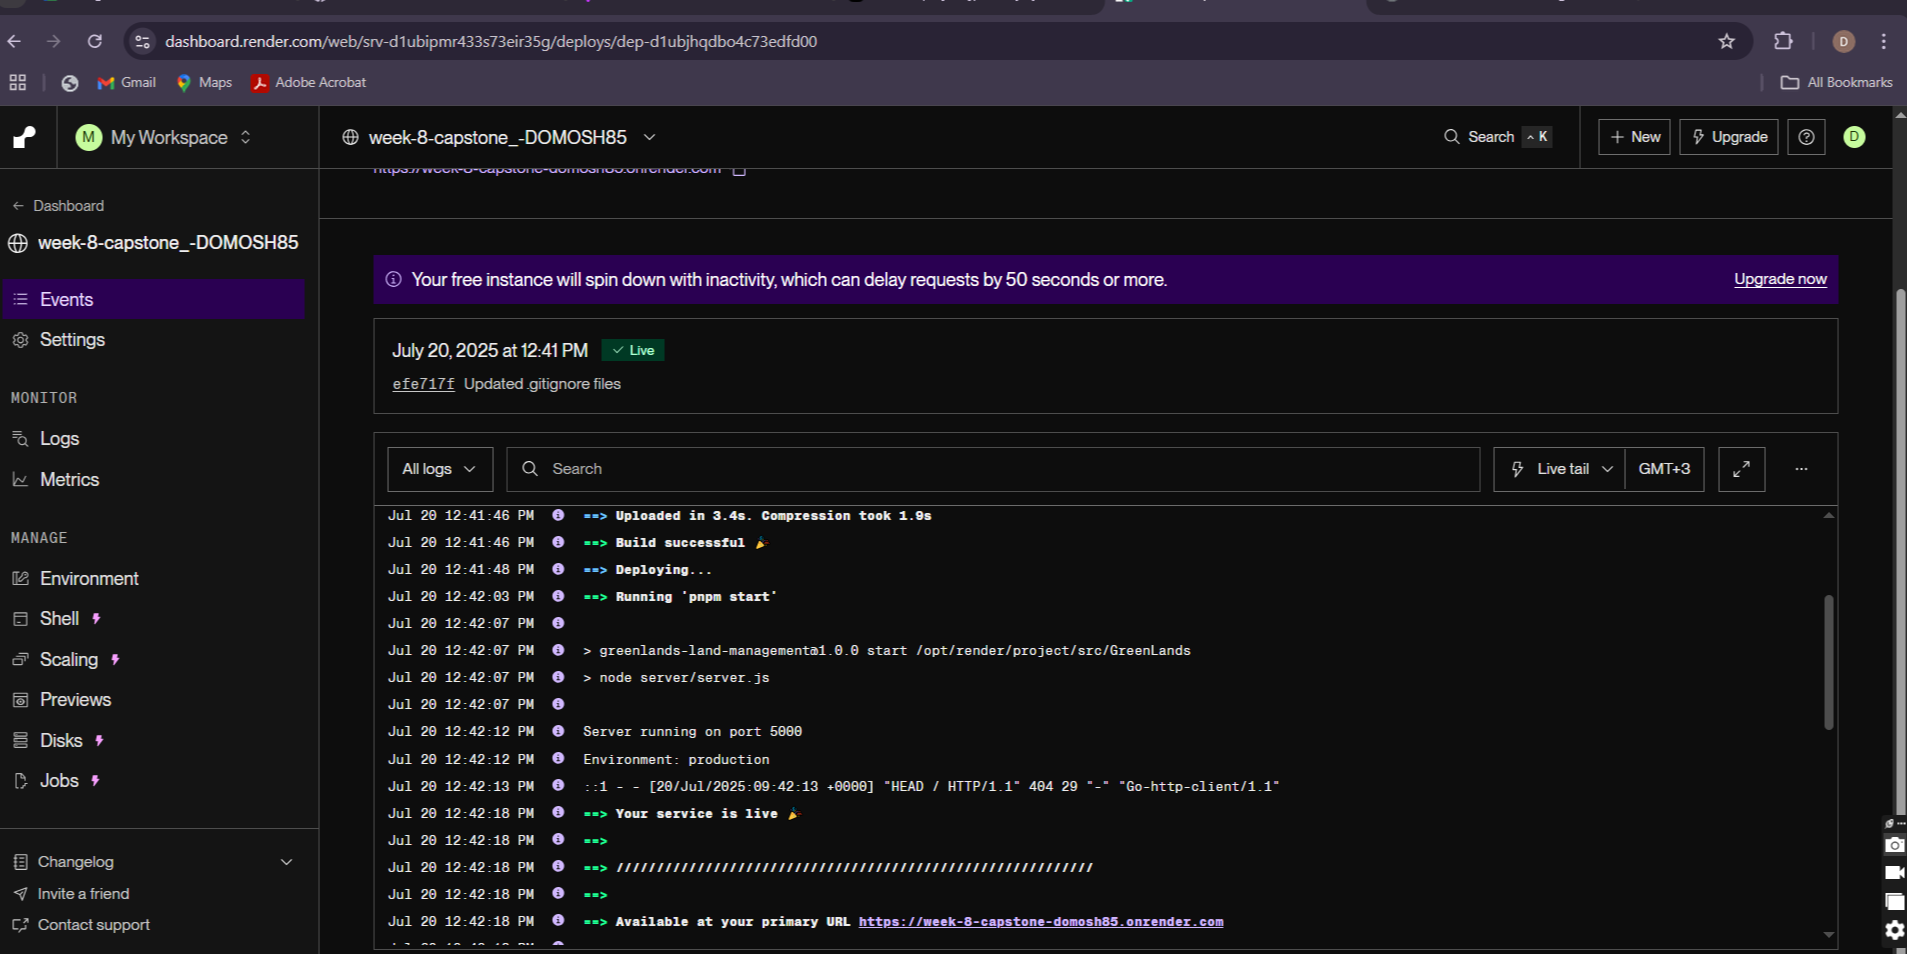 dashboard.render.com/web/srv-d1ubipmr433s73eir35g/deploys/dep-d1ubjhqdbo4c73edfd00
D
Gmail
Maps
Adobe Acrobat
All Bookmarks
M My Workspace
week-8-capstone_-DOMOSH85
Search ^ K
+ New
Upgrade
D
https://week-8-capstone-domosh85.onrender.com
← Dashboard
week-8-capstone_-DOMOSH85
Events
Settings
MONITOR
Logs
Metrics
MANAGE
Environment
Shell
Scaling
Previews
Disks
Jobs
Changelog
Invite a friend
Contact support
Your free instance will spin down with inactivity, which can delay requests by 50 seconds or more.
Upgrade now
July 20, 2025 at 12:41 PM ✓ Live
efe717f Updated .gitignore files
All logs
Search
Live tail
GMT+3
...
Jul 20 12:41:46 PM ==> Uploaded in 3.4s. Compression took 1.9s
Jul 20 12:41:46 PM ==> Build successful 🎉
Jul 20 12:41:48 PM ==> Deploying...
Jul 20 12:42:03 PM ==> Running 'pnpm start'
Jul 20 12:42:07 PM
Jul 20 12:42:07 PM > greenlands-land-management@1.0.0 start /opt/render/project/src/GreenLands
Jul 20 12:42:07 PM > node server/server.js
Jul 20 12:42:07 PM
Jul 20 12:42:12 PM Server running on port 5000
Jul 20 12:42:12 PM Environment: production
Jul 20 12:42:13 PM ::1 - - [20/Jul/2025:09:42:13 +0000] "HEAD / HTTP/1.1" 404 29 "-" "Go-http-client/1.1"
Jul 20 12:42:18 PM ==> Your service is live 🎉
Jul 20 12:42:18 PM ==>
Jul 20 12:42:18 PM ==> ///////////////////////////////////////////////////////////
Jul 20 12:42:18 PM ==>
Jul 20 12:42:18 PM ==> Available at your primary URL https://week-8-capstone-domosh85.onrender.com